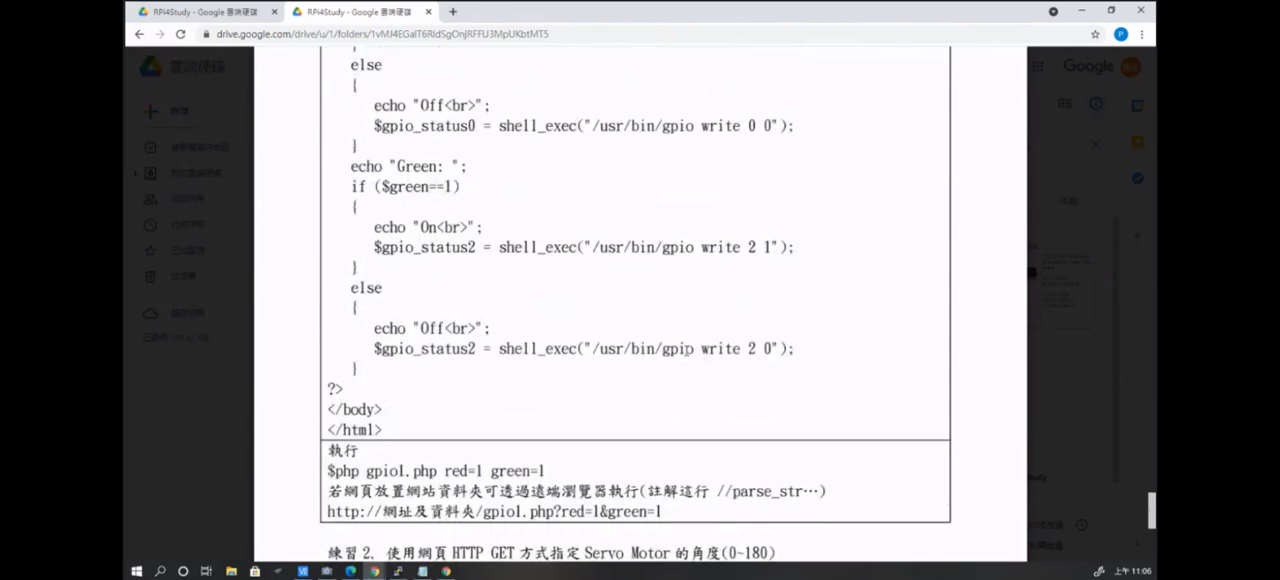 RPi4Study - Google 雲端硬碟
RPi4Study - Google 雲端硬碟
drive.google.com/drive/u/1/folders/1vMJ4EGalT6RldSgOnjRFFU3MpUKbtMT5
雲端硬碟
Google
}
else
{
echo "Off<br>";
$gpio_status0 = shell_exec("/usr/bin/gpio write 0 0");
}
echo "Green: ";
if ($green==1)
{
echo "On<br>";
$gpio_status2 = shell_exec("/usr/bin/gpio write 2 1");
}
else
{
echo "Off<br>";
$gpio_status2 = shell_exec("/usr/bin/gpip write 2 0");
}
?>
</body>
</html>
執行
$php gpio1.php red=1 green=1
若網頁放置網站資料夾可透過遠端瀏覽器執行(註解這行 //parse_str…)
http://網址及資料夾/gpio1.php?red=1&green=1
練習 2. 使用網頁 HTTP GET 方式指定 Servo Motor 的角度(0~180)
上午 11:06